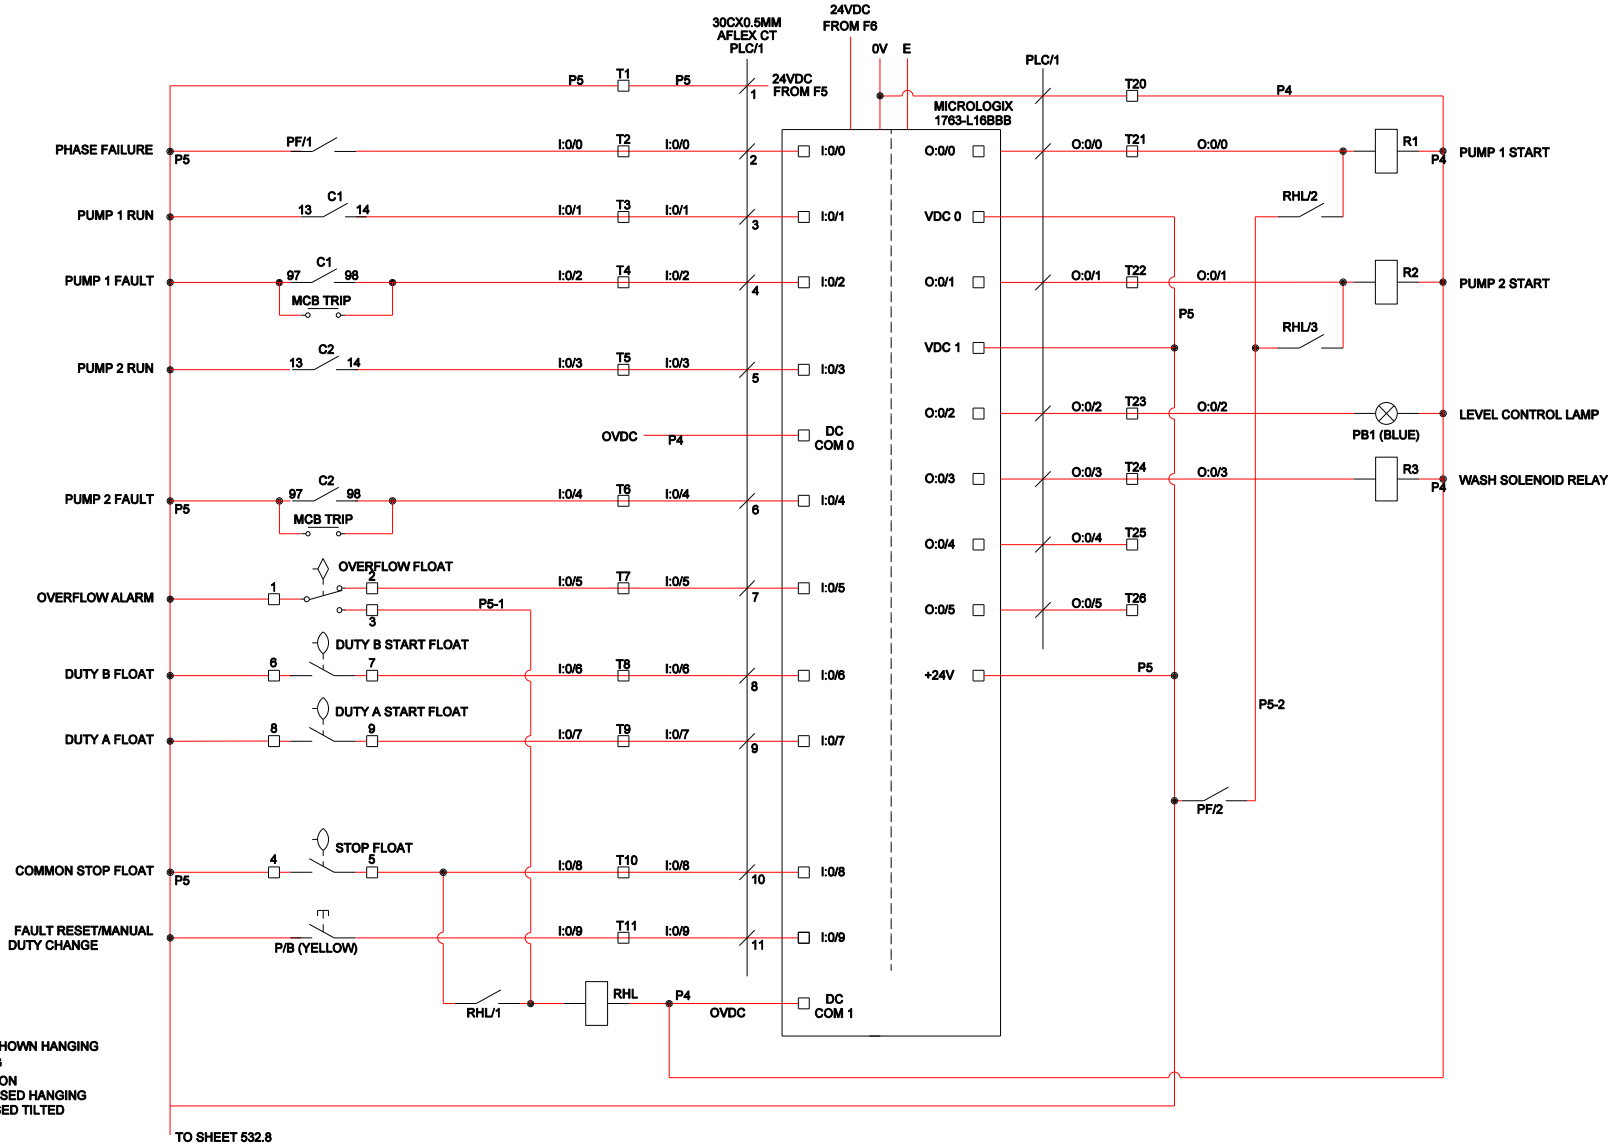 24VDC
FROM F6
30CX0.5MM
AFLEX CT
PLC/1
0V
E
PLC/1
P5
T1
P5
24VDC
FROM F5
1
T20
P4
MICROLOGIX
1763-L16BBB
PHASE FAILURE
P5
PF/1
I:0/0
T2
I:0/0
2
I:0/0
O:0/0
O:0/0
T21
O:0/0
R1
P4
PUMP 1 START
PUMP 1 RUN
13
C1
14
I:0/1
T3
I:0/1
3
I:0/1
VDC 0
RHL/2
PUMP 1 FAULT
97
C1
98
MCB TRIP
I:0/2
T4
I:0/2
4
I:0/2
O:0/1
O:0/1
T22
O:0/1
R2
PUMP 2 START
P5
RHL/3
PUMP 2 RUN
13
C2
14
I:0/3
T5
I:0/3
5
I:0/3
VDC 1
O:0/2
O:0/2
T23
O:0/2
PB1 (BLUE)
LEVEL CONTROL LAMP
OVDC
P4
DC
COM 0
O:0/3
O:0/3
T24
O:0/3
R3
P4
WASH SOLENOID RELAY
PUMP 2 FAULT
P5
97
C2
98
MCB TRIP
I:0/4
T6
I:0/4
6
I:0/4
O:0/4
O:0/4
T25
OVERFLOW ALARM
1
OVERFLOW FLOAT
2
3
P5-1
I:0/5
T7
I:0/5
7
I:0/5
O:0/5
O:0/5
T26
DUTY B FLOAT
6
DUTY B START FLOAT
7
I:0/6
T8
I:0/6
8
I:0/6
+24V
P5
P5-2
DUTY A FLOAT
8
DUTY A START FLOAT
9
I:0/7
T9
I:0/7
9
I:0/7
PF/2
COMMON STOP FLOAT
P5
4
STOP FLOAT
5
I:0/8
T10
I:0/8
10
I:0/8
FAULT RESET/MANUAL
DUTY CHANGE
P/B (YELLOW)
I:0/9
T11
I:0/9
11
I:0/9
RHL/1
RHL
P4
OVDC
DC
COM 1
HOWN HANGING
ON
SED HANGING
SED TILTED
TO SHEET 532.8